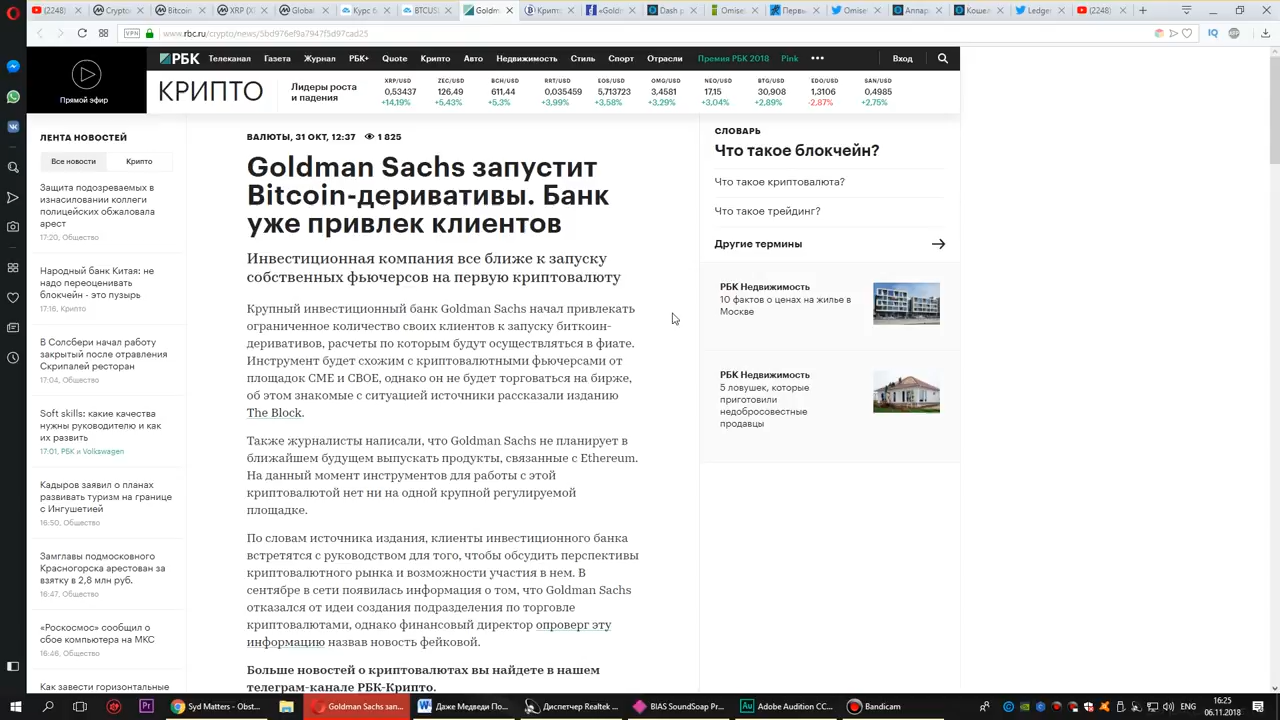 (2248)
Crypto-
Bitcoin
XRP (X
BTCUS
Goldm
Крипто
«Goldm
Dash p
Ledger
(2248)
VPN
www.rbc.ru/crypto/news/5bd976ef9a7947f5d97cad23
Прямой эфир
РБК Телеканал Газета Журнал РБК+ Quote Крипто Авто Недвижимость Стиль Спорт Отрасли Премия РБК 2018 Pink ••• Вход
КРИПТО
Лидеры роста
и падения
XRP/USD ZEC/USD BCH/USD RRT/USD EOS/USD OMG/USD NEO/USD BTG/USD EDO/USD SAN/USD
0,53437 126,49 611,44 0,035459 5,713723 3,4581 17,15 30,908 1,3106 0,4985
+14,19% +5,43% +5,3% +3,99% +3,58% +3,29% +3,04% +2,89% -2,87% +2,75%
ЛЕНТА НОВОСТЕЙ
Все новости Крипто
Защита подозреваемых в
изнасиловании коллеги
полицейских обжаловала
арест
17:20, Общество
Народный банк Китая: не
надо переоценивать
блокчейн - это пузырь
17:16, Крипто
В Солсбери начал работу
закрытый после отравления
Скрипалей ресторан
17:04, Общество
Soft skills: какие качества
нужны руководителю и как
их развить
17:01, РБК и Volkswagen
Кадыров заявил о планах
развивать туризм на границе
с Ингушетией
16:50, Общество
Замглавы подмосковного
Красногорска арестован за
взятку в 2,8 млн руб.
16:47, Общество
«Роскосмос» сообщил о
сбое компьютера на МКС
16:46, Общество
Как завести горизонтальные
ВАЛЮТЫ, 31 ОКТ, 12:37 1 825
Goldman Sachs запустит
Bitcoin-деривативы. Банк
уже привлек клиентов
Инвестиционная компания все ближе к запуску
собственных фьючерсов на первую криптовалюту
Крупный инвестиционный банк Goldman Sachs начал привлекать
ограниченное количество своих клиентов к запуску биткоин-
деривативов, расчеты по которым будут осуществляться в фиате.
Инструмент будет схожим с криптовалютными фьючерсами от
площадок CME и CBOE, однако он не будет торговаться на бирже,
об этом знакомые с ситуацией источники рассказали изданию
The Block.
Также журналисты написали, что Goldman Sachs не планирует в
ближайшем будущем выпускать продукты, связанные с Ethereum.
На данный момент инструментов для работы с этой
криптовалютой нет ни на одной крупной регулируемой
площадке.
По словам источника издания, клиенты инвестиционного банка
встретятся с руководством для того, чтобы обсудить перспективы
криптовалютного рынка и возможности участия в нем. В
сентябре в сети появилась информация о том, что Goldman Sachs
отказался от идеи создания подразделения по торговле
криптовалютами, однако финансовый директор опроверг эту
информацию назвав новость фейковой.
Больше новостей о криптовалютах вы найдете в нашем
телеграм-канале РБК-Крипто.
СЛОВАРЬ
Что такое блокчейн?
Что такое криптовалюта?
Что такое трейдинг?
Другие термины
РБК Недвижимость
10 фактов о ценах на жилье в
Москве
РБК Недвижимость
5 ловушек, которые
приготовили
недобросовестные
продавцы
Syd Matters - Obst...
Goldman Sachs зап...
Даже Медведи По...
Диспетчер Realtek ...
BIAS SoundSoap Pr...
Adobe Audition CC...
Bandicam
ENG
16:25
06.11.2018